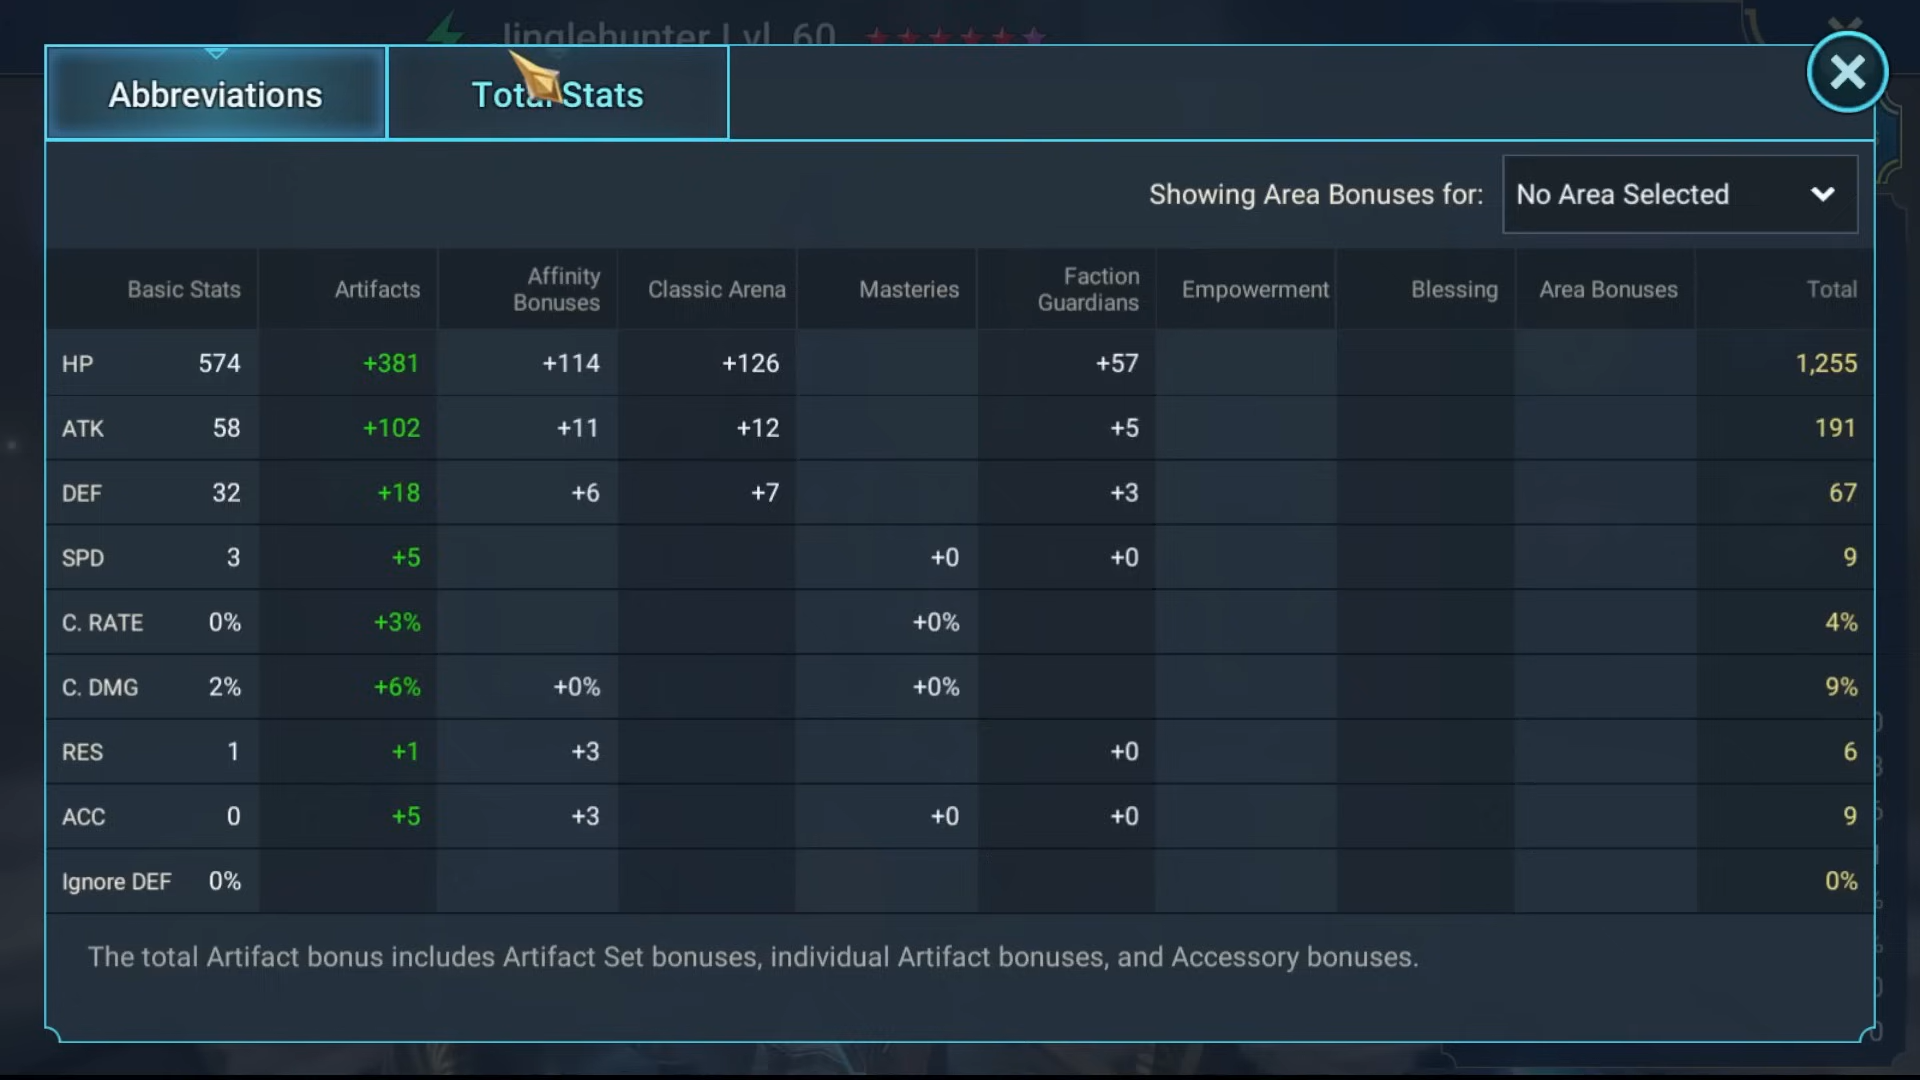 Jinglehunter Lvl 60
Abbreviations
Total Stats
Showing Area Bonuses for: No Area Selected
Basic Stats Artifacts Affinity Bonuses Classic Arena Masteries Faction Guardians Empowerment Blessing Area Bonuses Total
HP 574 +381 +114 +126 +57 1,255
ATK 58 +102 +11 +12 +5 191
DEF 32 +18 +6 +7 +3 67
SPD 3 +5 +0 +0 9
C. RATE 0% +3% +0% 4%
C. DMG 2% +6% +0% +0% 9%
RES 1 +1 +3 +0 6
ACC 0 +5 +3 +0 +0 9
Ignore DEF 0% 0%
The total Artifact bonus includes Artifact Set bonuses, individual Artifact bonuses, and Accessory bonuses.